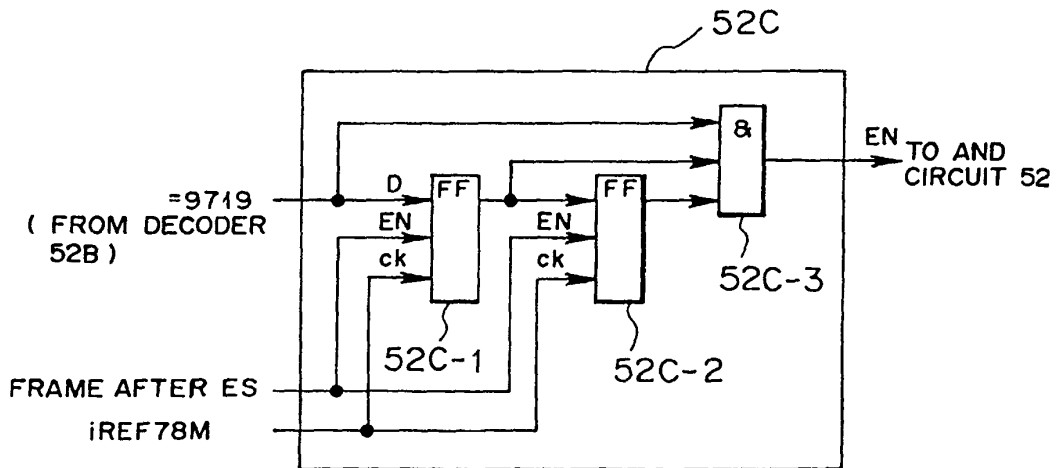 52C
&
EN TO AND
CIRCUIT 52
=9719
( FROM DECODER
52B )
D FF
EN
ck
FF
EN
ck
52C-3
52C-1
52C-2
FRAME AFTER ES
iREF78M